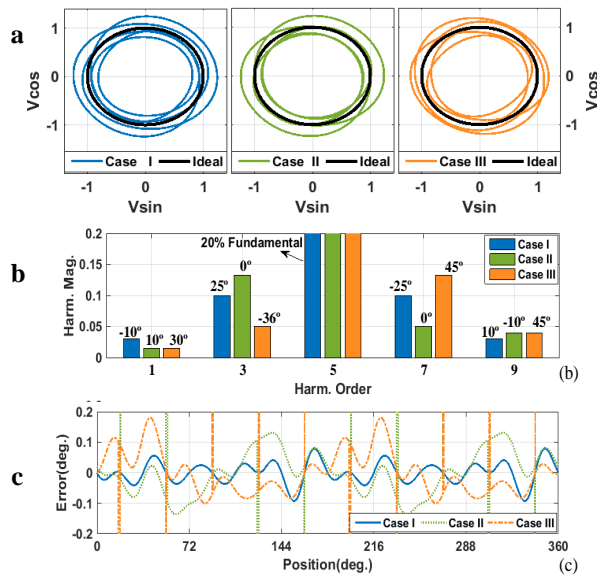 a
Vcos
1
0
-1
1
0
-1
Vcos
Case I Ideal
Case II Ideal
Case III Ideal
-1 0 1
-1 0 1
-1 0 1
Vsin
Vsin
Vsin
b
Harm. Mag.
0.2
0.15
0.1
0.05
0
20% Fundamental
Case I
Case II
Case III
-10º 10º 30º
25º 0º -36º
-25º 0º 45º
10º -10º 45º
1 3 5 7 9
Harm. Order
(b)
c
Error(deg.)
0.2
0.1
0
-0.1
-0.2
Case I Case II Case III
0 72 144 216 288 360
Position(deg.)
(c)